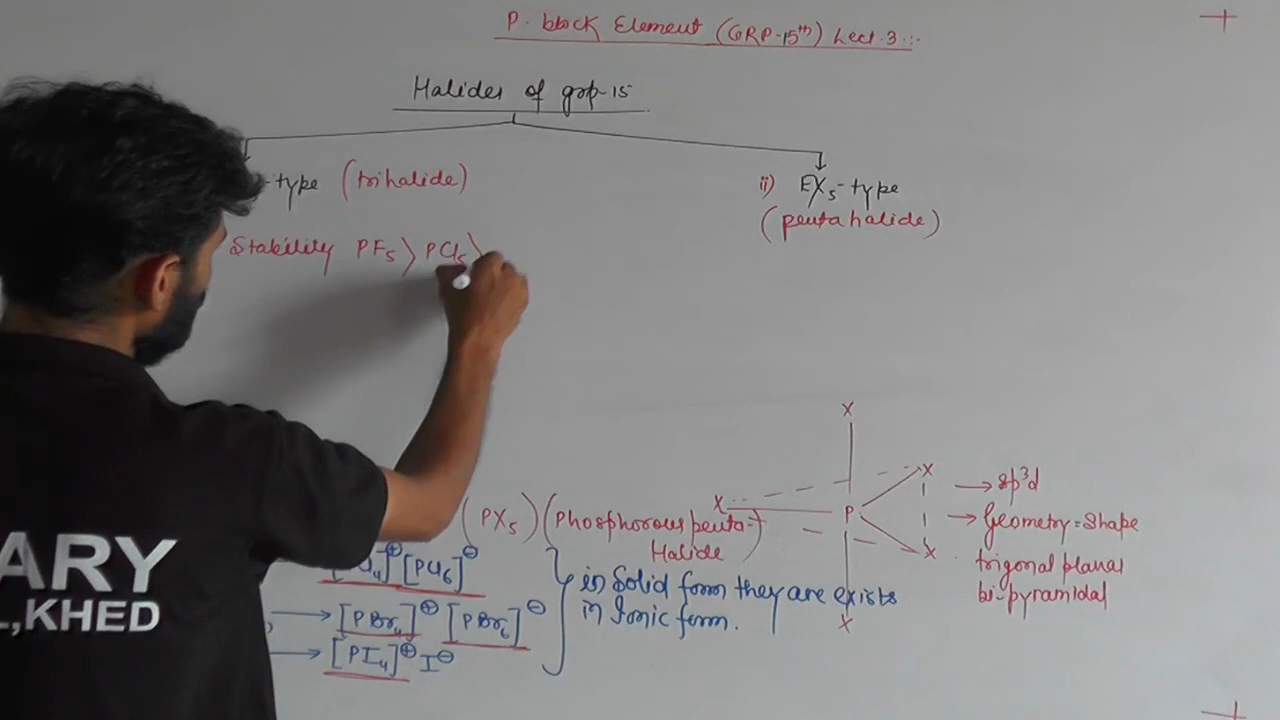 P. block Element (GRP-15th) Lect. 3 :-
Halides of grp-15
-type (trihalide)
ii) EX5-type
(pentahalide)
Stability PF5 > PCl5 >
X
X
X
P
X
X
→ sp3d
→ Geometry = Shape
trigonal planar
bi-pyramidal
(PX5) (Phosphorous penta-
Halide)
]⊕ [PCl6]⊖
→ [PBr4]⊕ [PBr6]⊖
→ [PI4]⊕ I⊖
in Solid form they are exists
in Ionic form.
ARY
,KHED